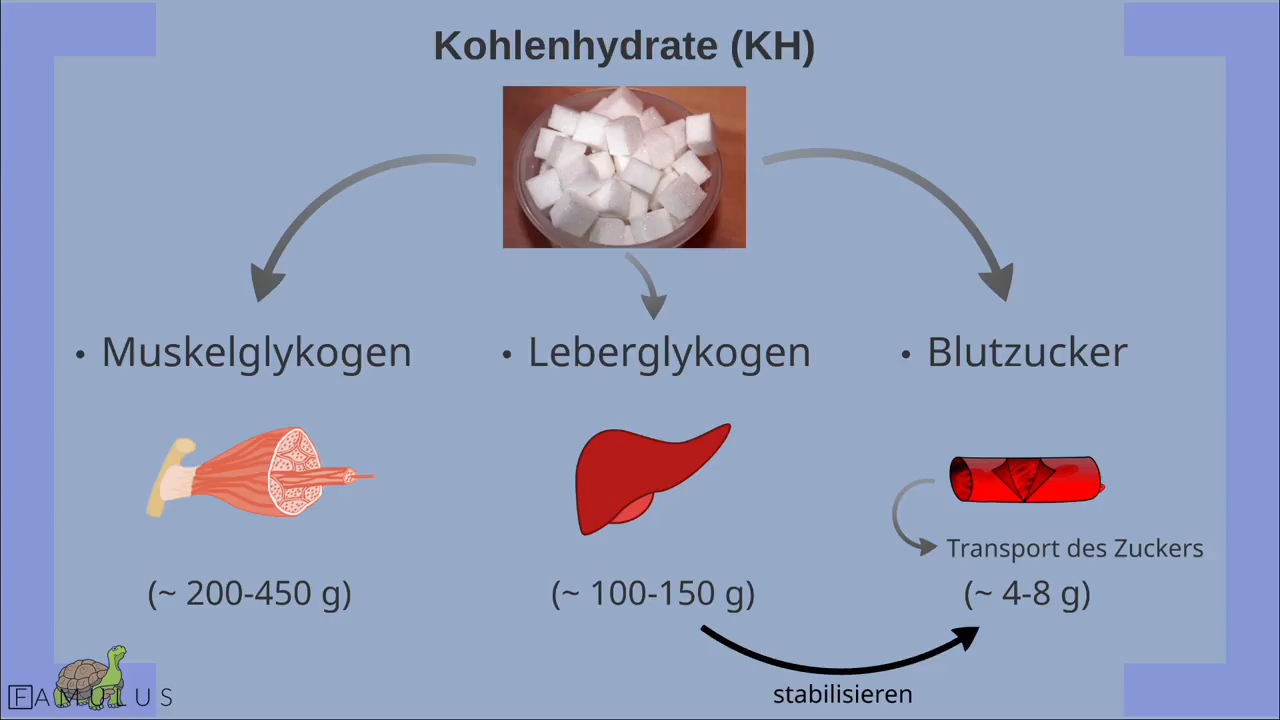 Kohlenhydrate (KH)
• Muskelglykogen
• Leberglykogen
• Blutzucker
Transport des Zuckers
(~ 200-450 g)
(~ 100-150 g)
(~ 4-8 g)
stabilisieren
FAMULUS